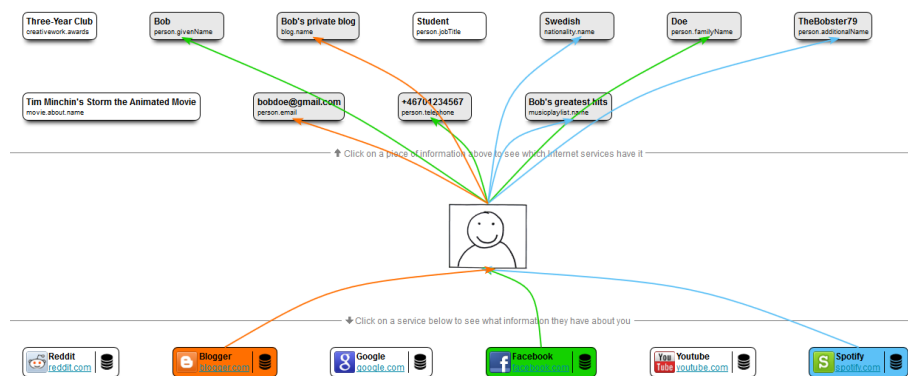 Three-Year Club
creativework.awards
Bob
person.givenName
Bob's private blog
blog.name
Student
person.jobTitle
Swedish
nationality.name
Doe
person.familyName
TheBobster79
person.additionalName
Tim Minchin's Storm the Animated Movie
movie.about.name
bobdoe@gmail.com
person.email
+46701234567
person.telephone
Bob's greatest hits
musicplaylist.name
Click on a piece of information above to see which Internet services have it
Click on a service below to see what information they have about you
Reddit
reddit.com
Blogger
blogger.com
Google
google.com
Facebook
facebook.com
You
Tube
Youtube
youtube.com
Spotify
spotify.com